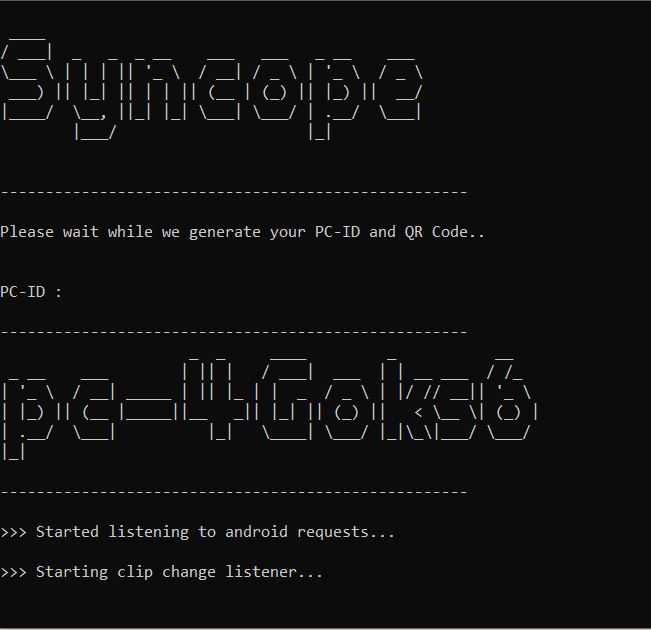 Syncope
--------------------------------------------------
Please wait while we generate your PC-ID and QR Code..
PC-ID :
--------------------------------------------------
pc-4Goks6
--------------------------------------------------
>>> Started listening to android requests...
>>> Starting clip change listener...